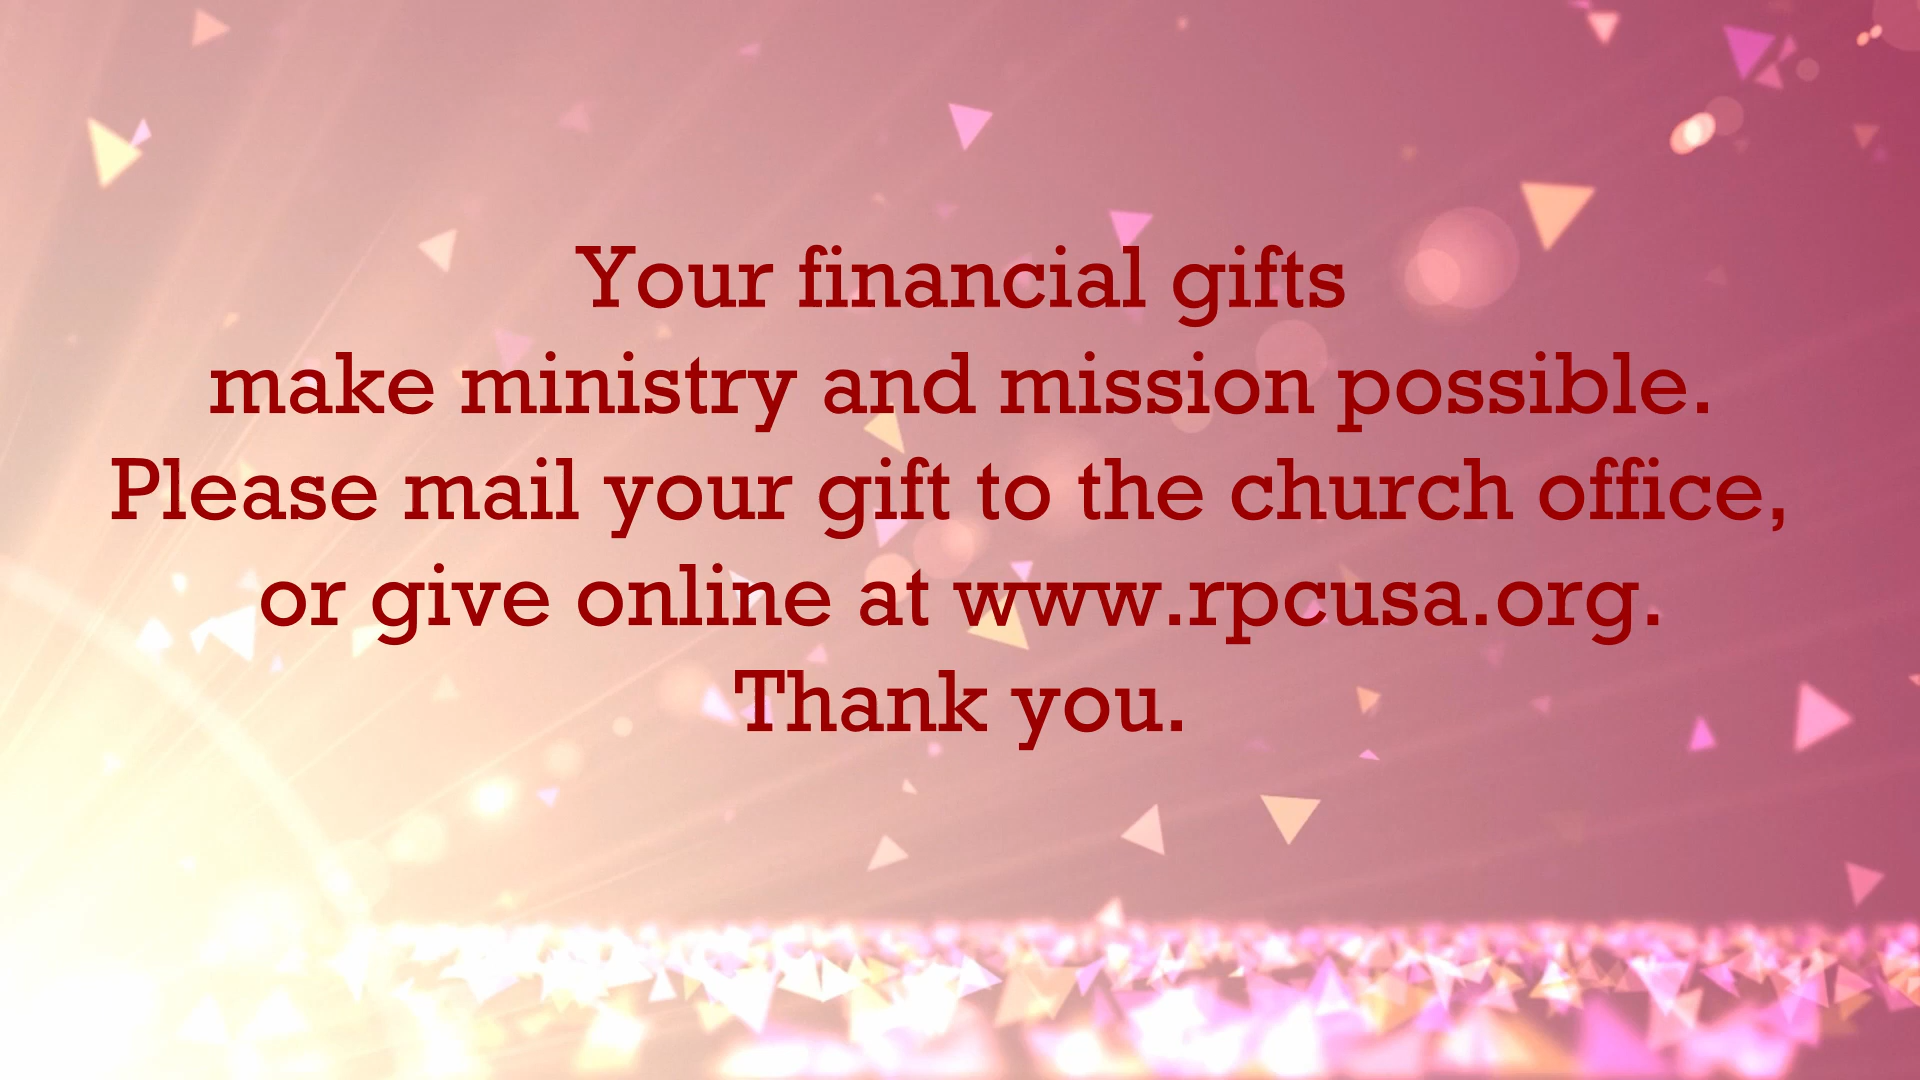 Your financial gifts
make ministry and mission possible.
Please mail your gift to the church office,
or give online at www.rpcusa.org.
Thank you.